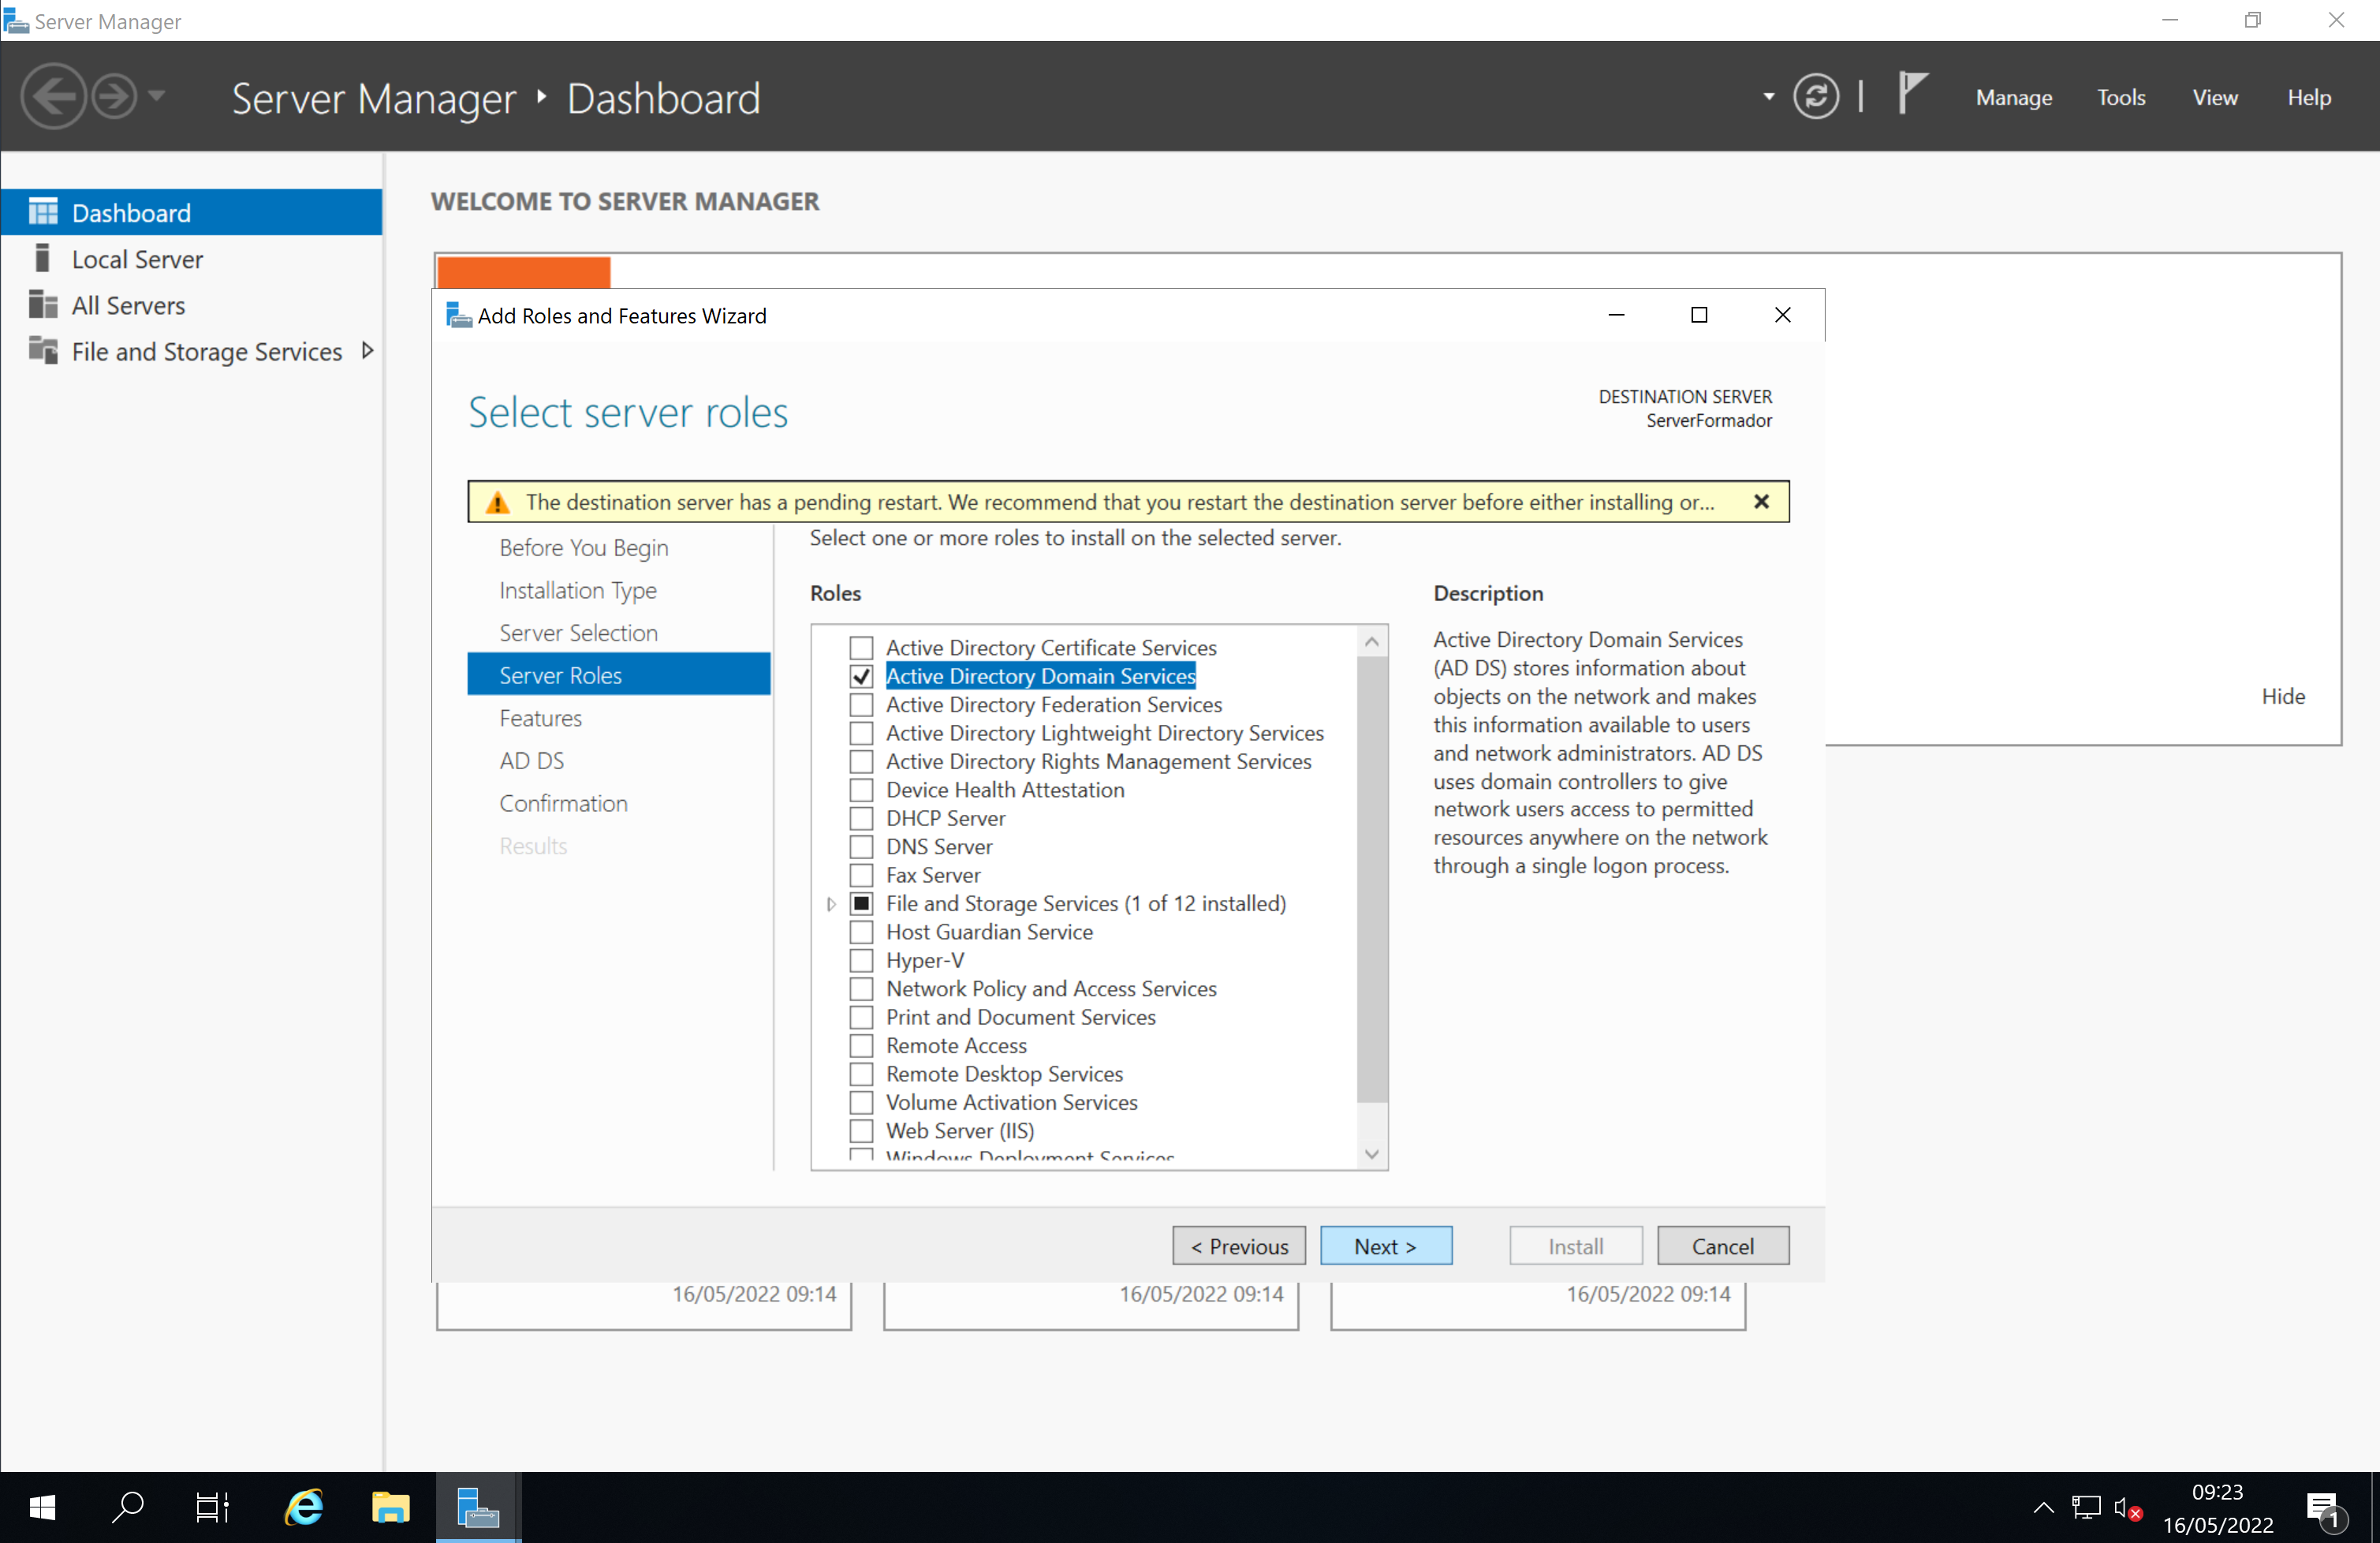 Server Manager
Server Manager ‣ Dashboard
Manage
Tools
View
Help
Dashboard
Local Server
All Servers
File and Storage Services
WELCOME TO SERVER MANAGER
Hide
Add Roles and Features Wizard
Select server roles
DESTINATION SERVER
ServerFormador
The destination server has a pending restart. We recommend that you restart the destination server before either installing or...
Before You Begin
Installation Type
Server Selection
Server Roles
Features
AD DS
Confirmation
Results
Select one or more roles to install on the selected server.
Roles
Active Directory Certificate Services
Active Directory Domain Services
Active Directory Federation Services
Active Directory Lightweight Directory Services
Active Directory Rights Management Services
Device Health Attestation
DHCP Server
DNS Server
Fax Server
File and Storage Services (1 of 12 installed)
Host Guardian Service
Hyper-V
Network Policy and Access Services
Print and Document Services
Remote Access
Remote Desktop Services
Volume Activation Services
Web Server (IIS)
Windows Deployment Services
Description
Active Directory Domain Services
(AD DS) stores information about
objects on the network and makes
this information available to users
and network administrators. AD DS
uses domain controllers to give
network users access to permitted
resources anywhere on the network
through a single logon process.
< Previous
Next >
Install
Cancel
16/05/2022 09:14
16/05/2022 09:14
16/05/2022 09:14
09:23
16/05/2022
1